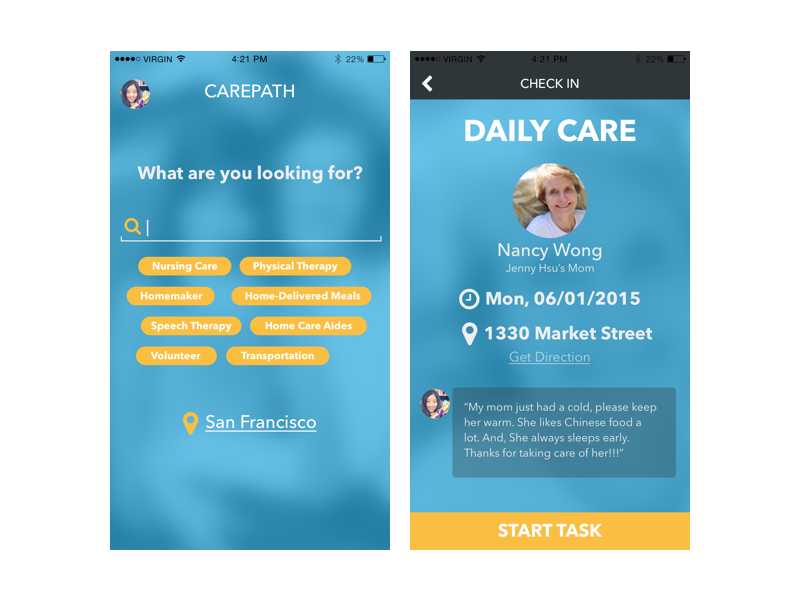 VIRGIN 4:21 PM 22%
CAREPATH
What are you looking for?
Nursing Care Physical Therapy
Homemaker Home-Delivered Meals
Speech Therapy Home Care Aides
Volunteer Transportation
San Francisco
VIRGIN 4:21 PM 22%
CHECK IN
DAILY CARE
Nancy Wong
Jenny Hsu's Mom
Mon, 06/01/2015
1330 Market Street
Get Direction
“My mom just had a cold, please keep
her warm. She likes Chinese food a
lot. And, She always sleeps early.
Thanks for taking care of her!!!”
START TASK